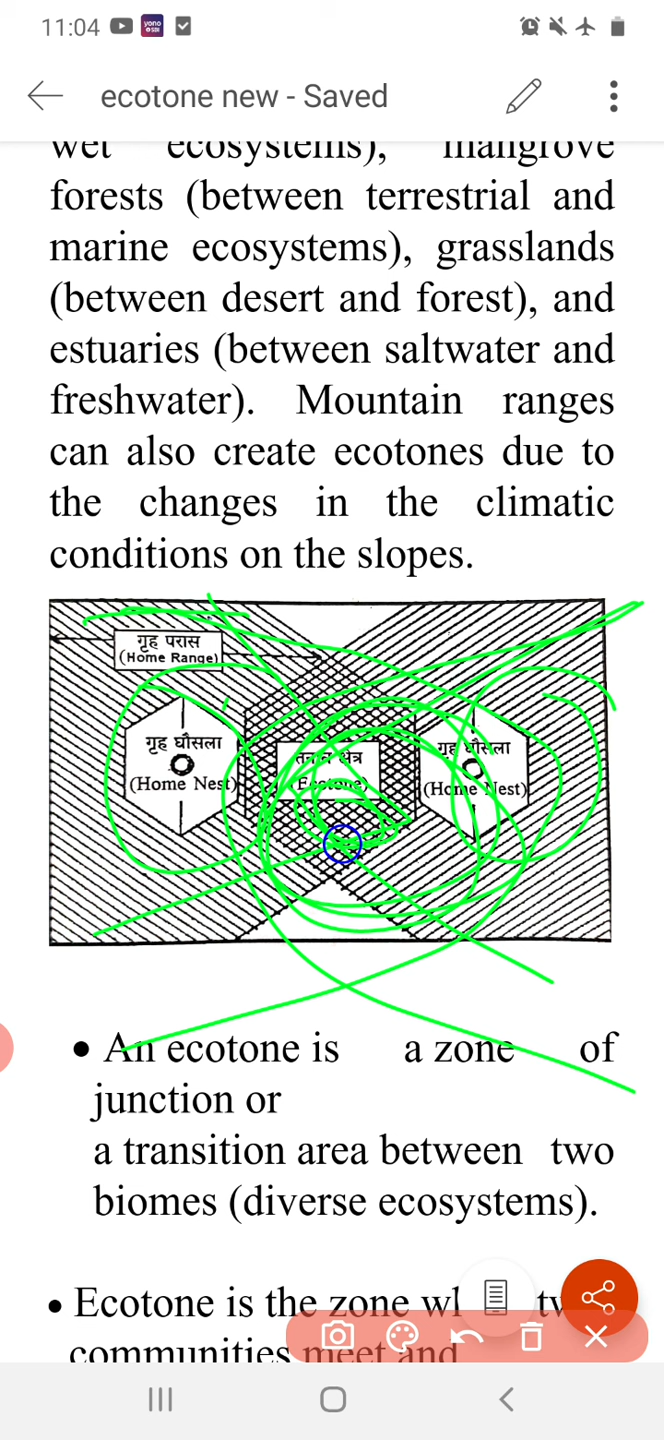 11:04
yono
SBI
ecotone new - Saved
wet ecosystems), mangrove
forests (between terrestrial and
marine ecosystems), grasslands
(between desert and forest), and
estuaries (between saltwater and
freshwater). Mountain ranges
can also create ecotones due to
the changes in the climatic
conditions on the slopes.
गृह परास
(Home Range)
गृह घौसला
(Home Nest)
क्षेत्र
(Ecotone)
गृह घौसला
(Home Nest)
• An ecotone is a zone of
junction or
a transition area between two
biomes (diverse ecosystems).
• Ecotone is the zone
communities meet and